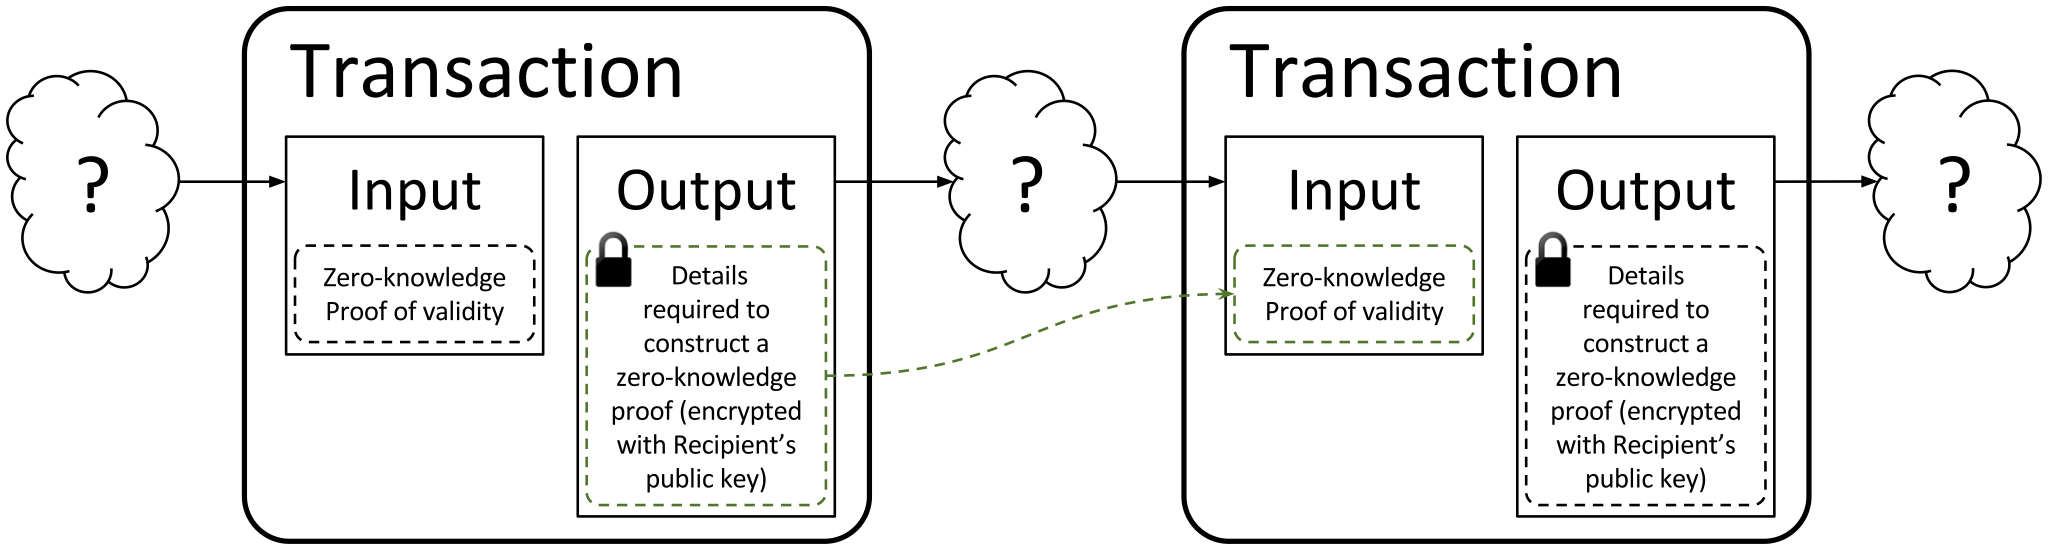 ?
Transaction
Input
Zero-knowledge
Proof of validity
Output
Details
required to
construct a
zero-knowledge
proof (encrypted
with Recipient’s
public key)
?
Transaction
Input
Zero-knowledge
Proof of validity
Output
Details
required to
construct a
zero-knowledge
proof (encrypted
with Recipient’s
public key)
?